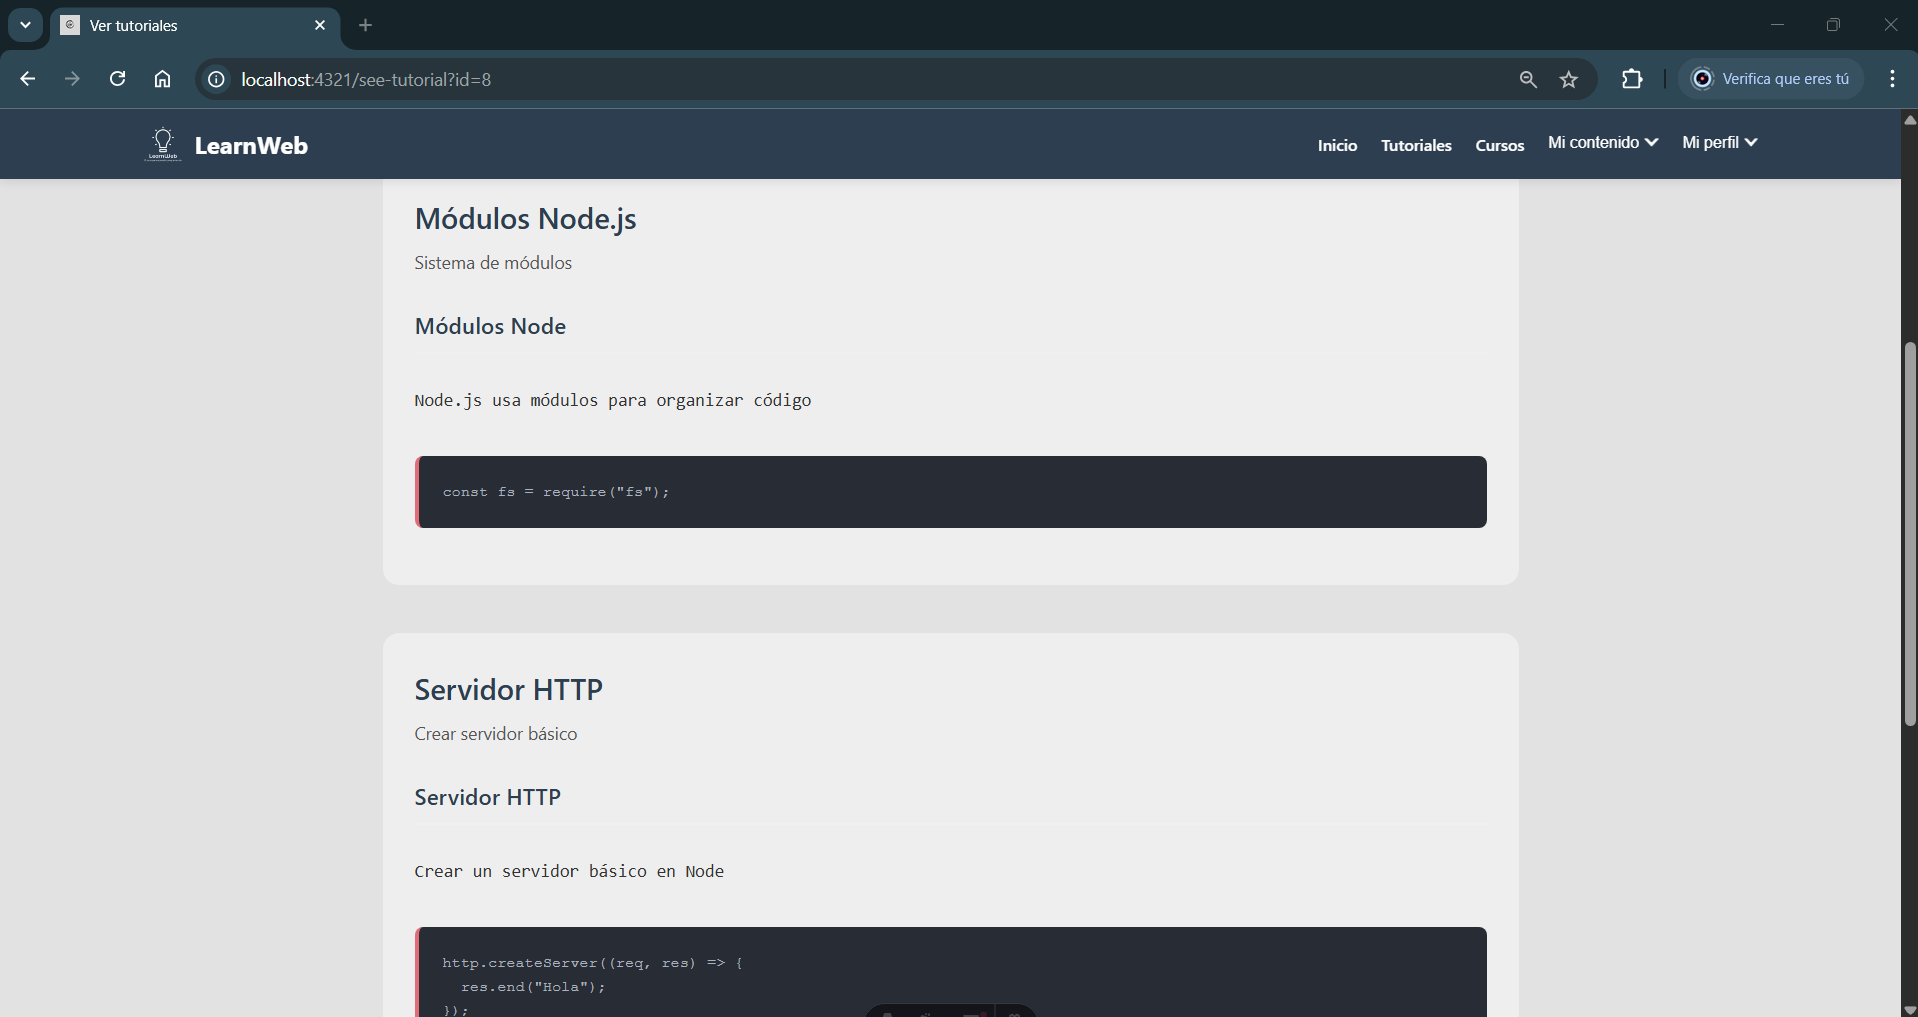 Ver tutoriales
localhost:4321/see-tutorial?id=8
Verifica que eres tú
LearnWeb
LearnWeb
Inicio
Tutoriales
Cursos
Mi contenido
Mi perfil
Módulos Node.js
Sistema de módulos
Módulos Node
Node.js usa módulos para organizar código
const fs = require("fs");
Servidor HTTP
Crear servidor básico
Servidor HTTP
Crear un servidor básico en Node
http.createServer((req, res) => {
  res.end("Hola");
});